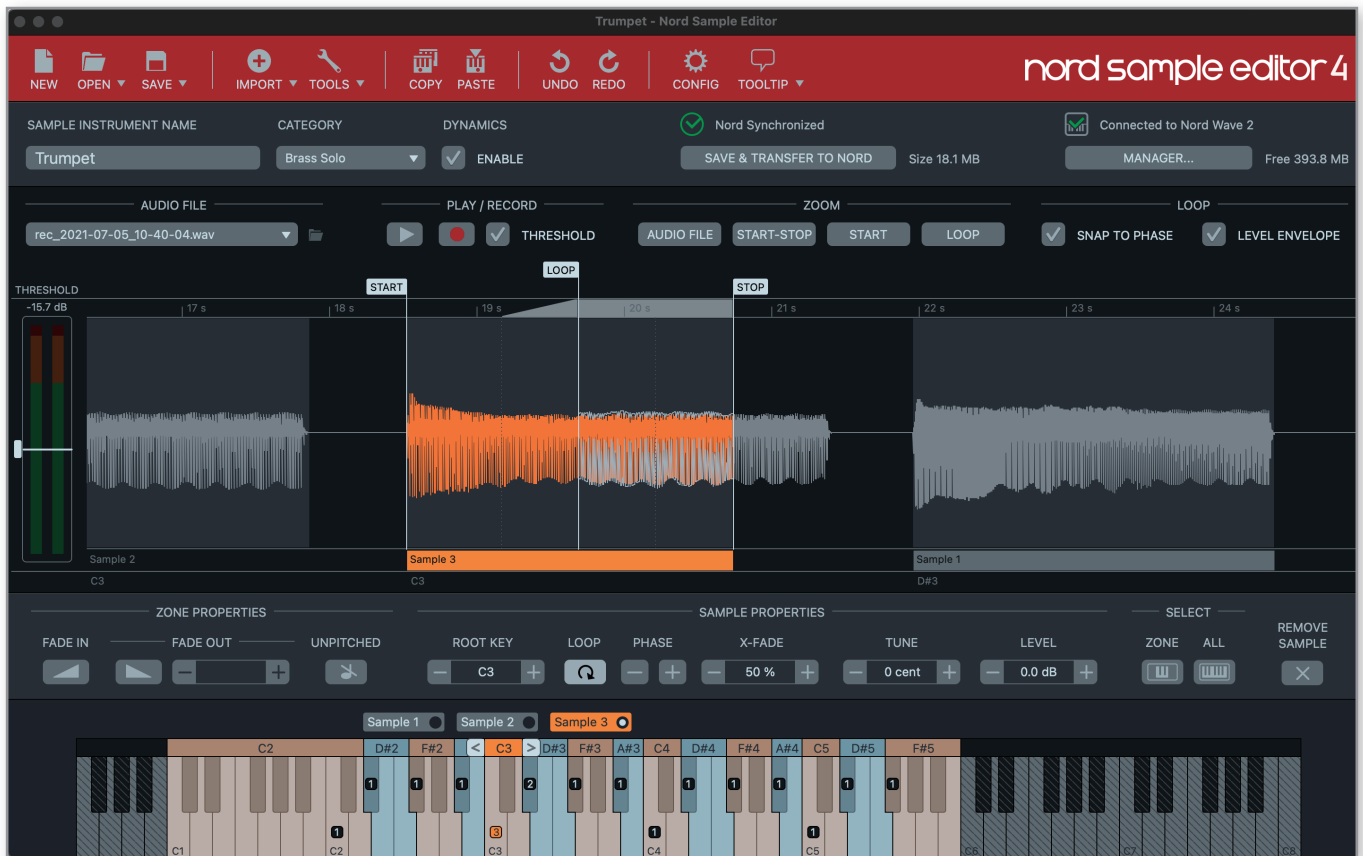 Trumpet - Nord Sample Editor
NEW OPEN SAVE IMPORT TOOLS COPY PASTE UNDO REDO CONFIG TOOLTIP
nord sample editor 4
SAMPLE INSTRUMENT NAME CATEGORY DYNAMICS Nord Synchronized Connected to Nord Wave 2
Trumpet Brass Solo ENABLE SAVE & TRANSFER TO NORD Size 18.1 MB MANAGER... Free 393.8 MB
AUDIO FILE PLAY / RECORD ZOOM LOOP
rec_2021-07-05_10-40-04.wav THRESHOLD AUDIO FILE START-STOP START LOOP SNAP TO PHASE LEVEL ENVELOPE
LOOP
START STOP
THRESHOLD
-15.7 dB 17 s 18 s 19 s 20 s 21 s 22 s 23 s 24 s
Sample 2 Sample 3 Sample 1
C3 C3 D#3
ZONE PROPERTIES SAMPLE PROPERTIES SELECT
REMOVE
SAMPLE
FADE IN FADE OUT UNPITCHED ROOT KEY LOOP PHASE X-FADE TUNE LEVEL ZONE ALL
− + − C3 + − + − 50 % + − 0 cent + − 0.0 dB +
Sample 1 Sample 2 Sample 3
C2 D#2 F#2 < C3 > D#3 F#3 A#3 C4 D#4 F#4 A#4 C5 D#5 F#5
1 1 1 2 1 1 1 1 1 1 1
1 3 1 1
C1 C2 C3 C4 C5 C6 C7 C8